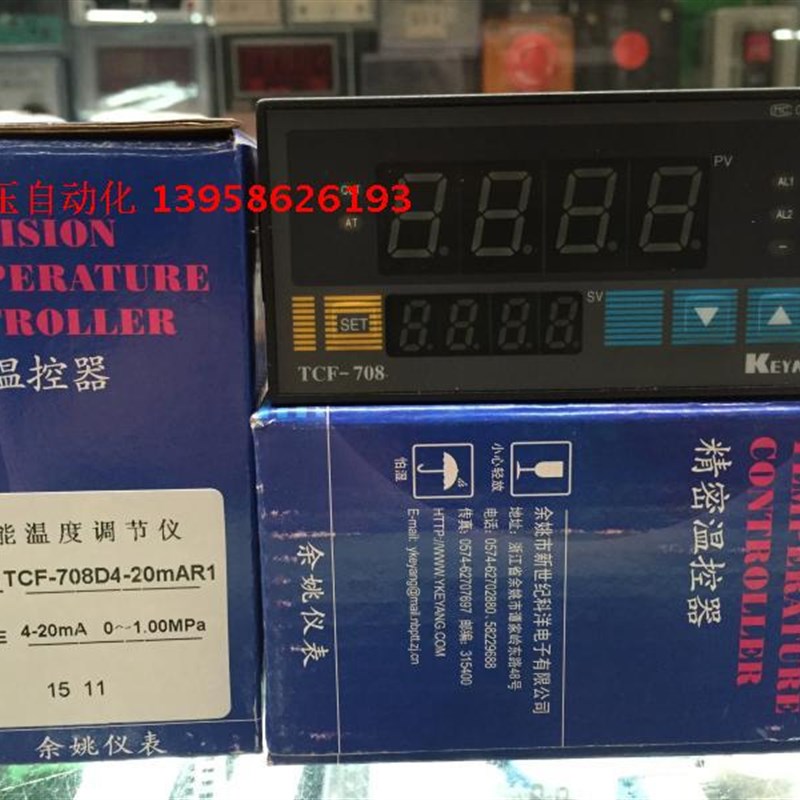 压自动化 13958626193
ISION
PERATURE
TROLLER
温控器
能温度调节仪
TCF-708D4-20mAR1
4-20mA 0~1.00MPa
15 11
余姚仪表
PV
AL1
AT
AL2
SET
SV
TCF-708
KEYA
怕湿
小心轻放
余姚市新世纪科洋电子有限公司
地址: 浙江省余姚市谭家岭东路48号
电话: 0574-62702880、58229688
传真: 0574-62707697 邮编: 315400
HTTP://WWW.YKEYANG.COM
E-mail: ykeyang@mail.nbptt.zj.cn
余姚仪表
TEMPERATURE
CONTROLLER
精密温控器